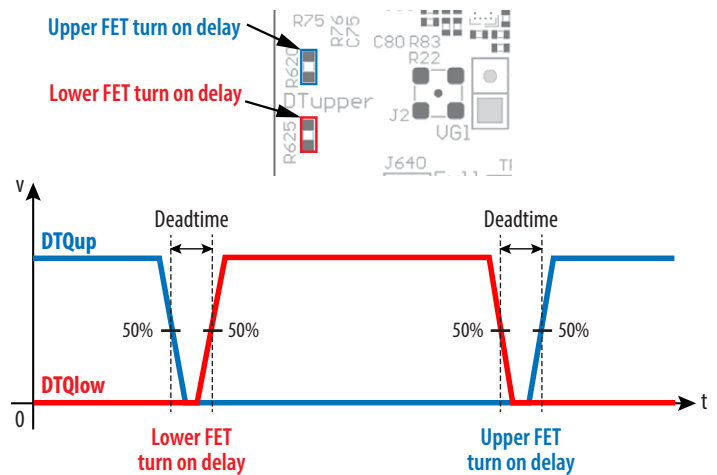 Upper FET turn on delay
R75
R76
C75
C80 R83
R22
R620
Lower FET turn on delay
DTupper
R625
J2
VG1
J640
v
Deadtime
Deadtime
DTQup
50%
50%
50%
50%
DTQlow
0
t
Lower FET
turn on delay
Upper FET
turn on delay